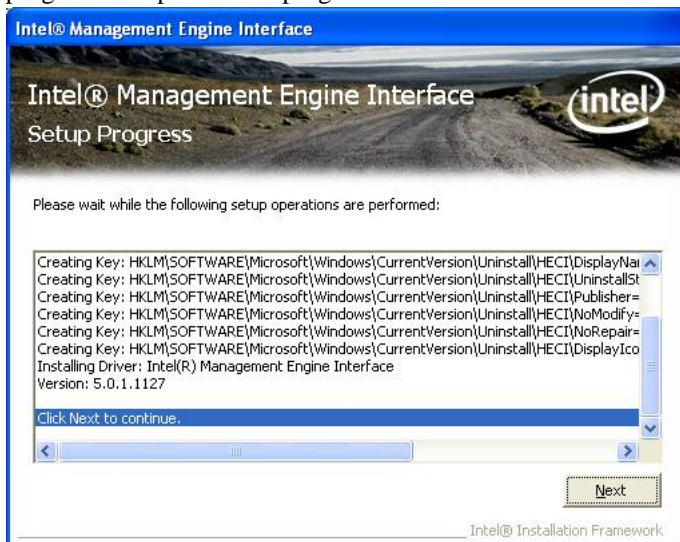 Intel® Management Engine Interface
Intel® Management Engine Interface
intel
Setup Progress
Please wait while the following setup operations are performed:
Creating Key: HKLM\SOFTWARE\Microsoft\Windows\CurrentVersion\Uninstall\HECI\DisplayNa
Creating Key: HKLM\SOFTWARE\Microsoft\Windows\CurrentVersion\Uninstall\HECI\UninstallSt
Creating Key: HKLM\SOFTWARE\Microsoft\Windows\CurrentVersion\Uninstall\HECI\Publisher=
Creating Key: HKLM\SOFTWARE\Microsoft\Windows\CurrentVersion\Uninstall\HECI\NoModify=
Creating Key: HKLM\SOFTWARE\Microsoft\Windows\CurrentVersion\Uninstall\HECI\NoRepair=
Creating Key: HKLM\SOFTWARE\Microsoft\Windows\CurrentVersion\Uninstall\HECI\DisplayIco
Installing Driver: Intel(R) Management Engine Interface
Version: 5.0.1.1127
Click Next to continue.
Next
Intel® Installation Framework